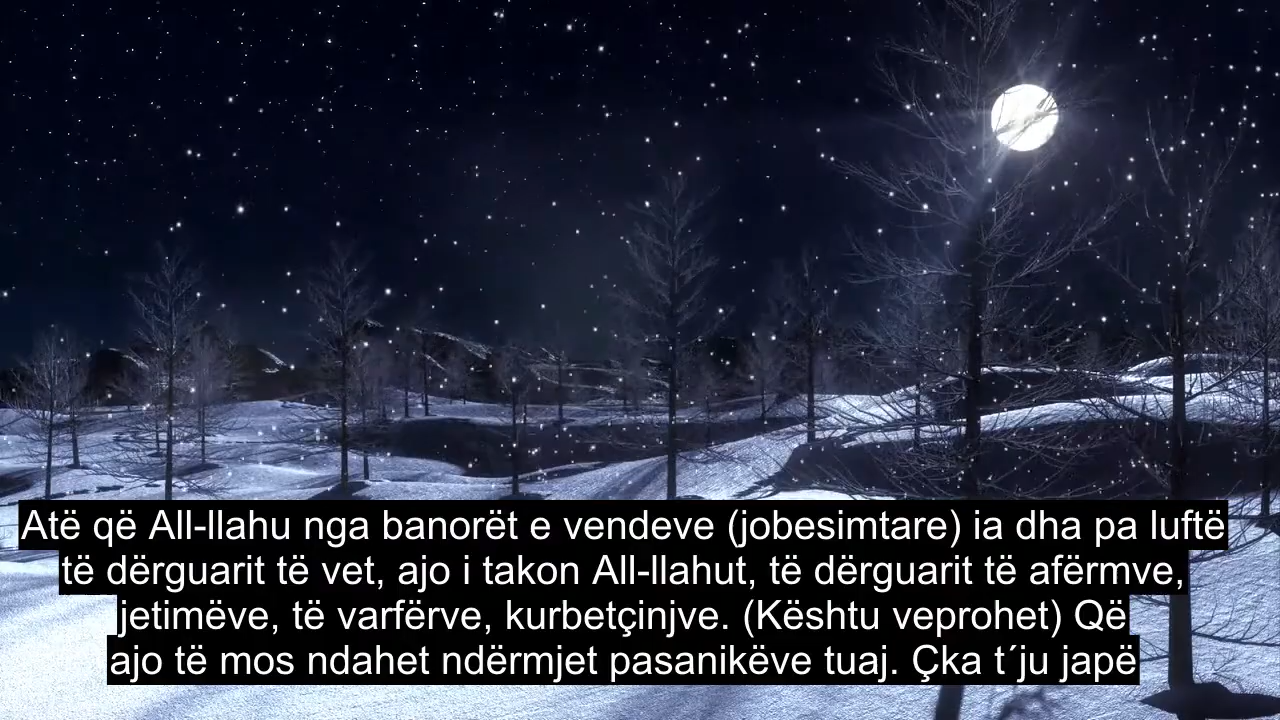 Atë që All-llahu nga banorët e vendeve (jobesimtare) ia dha pa luftë
të dërguarit të vet, ajo i takon All-llahut, të dërguarit të afërmve,
jetimëve, të varfërve, kurbetçinjve. (Kështu veprohet) Që
ajo të mos ndahet ndërmjet pasanikëve tuaj. Çka t´ju japë